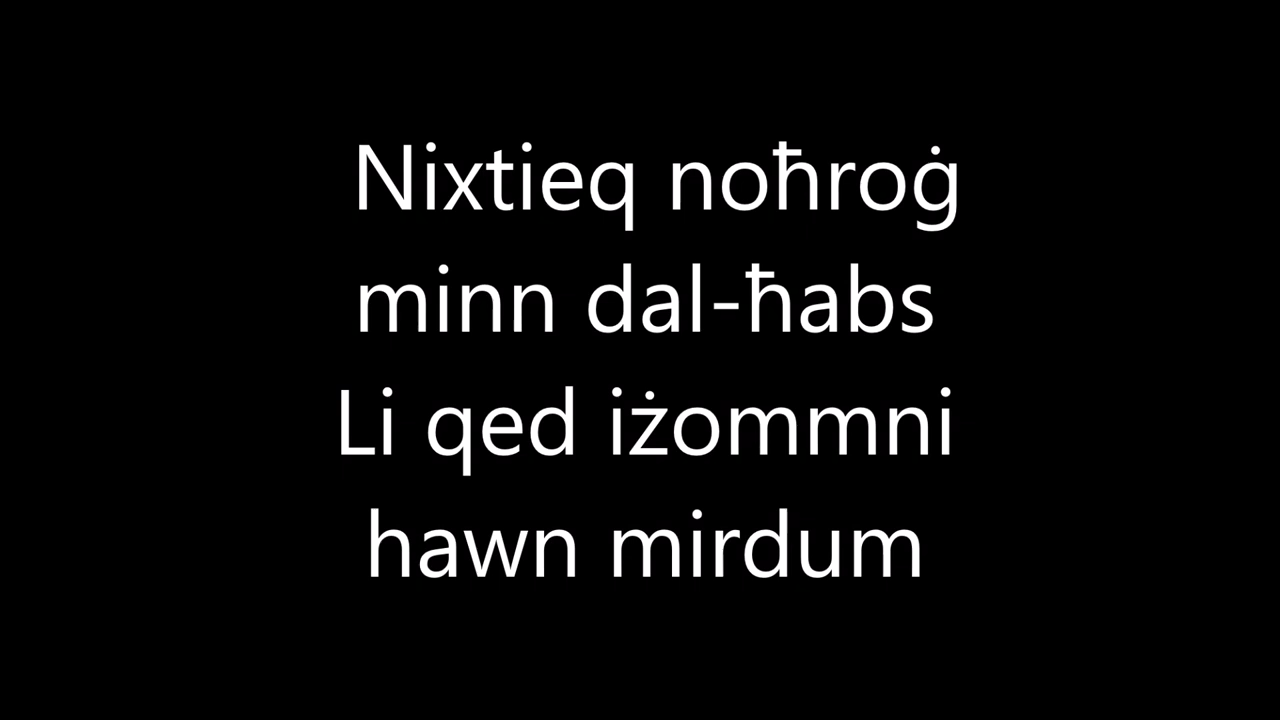 Nixtieq noħroġ
minn dal-ħabs
Li qed iżommni
hawn mirdum